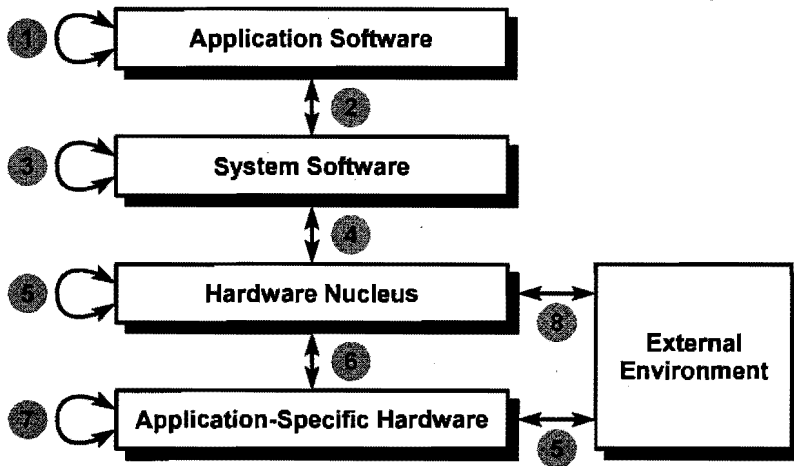 1
Application Software
2
3
System Software
4
5
Hardware Nucleus
8
6
External
Environment
7
Application-Specific Hardware
5